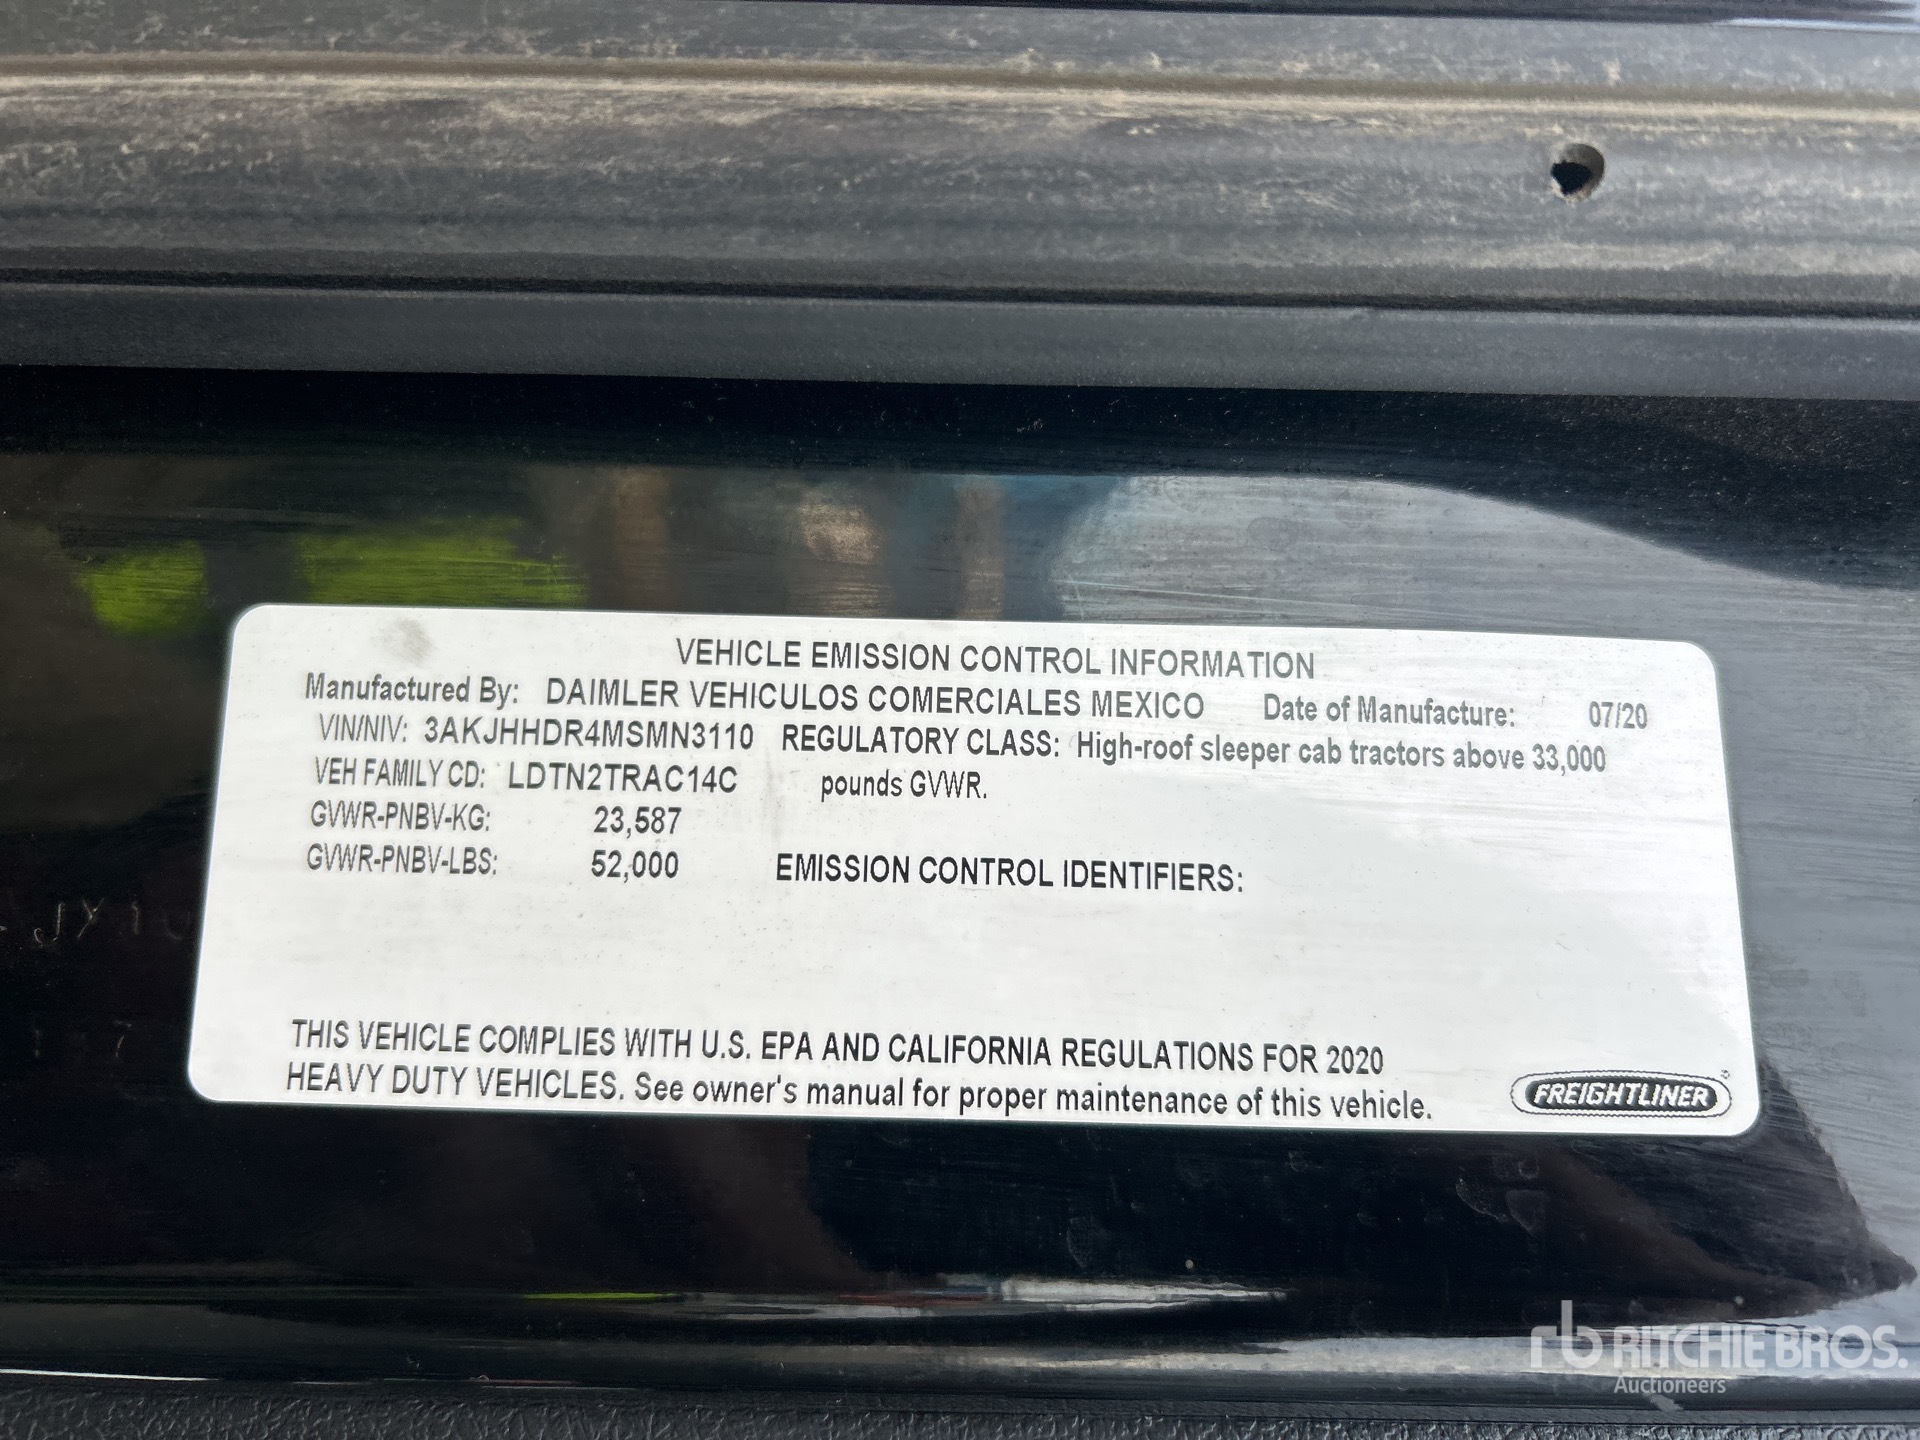 VEHICLE EMISSION CONTROL INFORMATION
Manufactured By: DAIMLER VEHICULOS COMERCIALES MEXICO Date of Manufacture: 07/20
VIN/NIV: 3AKJHHDR4MSMN3110 REGULATORY CLASS: High-roof sleeper cab tractors above 33,000
VEH FAMILY CD: LDTN2TRAC14C pounds GVWR.
GVWR-PNBV-KG: 23,587
GVWR-PNBV-LBS: 52,000 EMISSION CONTROL IDENTIFIERS:
THIS VEHICLE COMPLIES WITH U.S. EPA AND CALIFORNIA REGULATIONS FOR 2020
HEAVY DUTY VEHICLES. See owner's manual for proper maintenance of this vehicle.
FREIGHTLINER
rb RITCHIE BROS.
Auctioneers